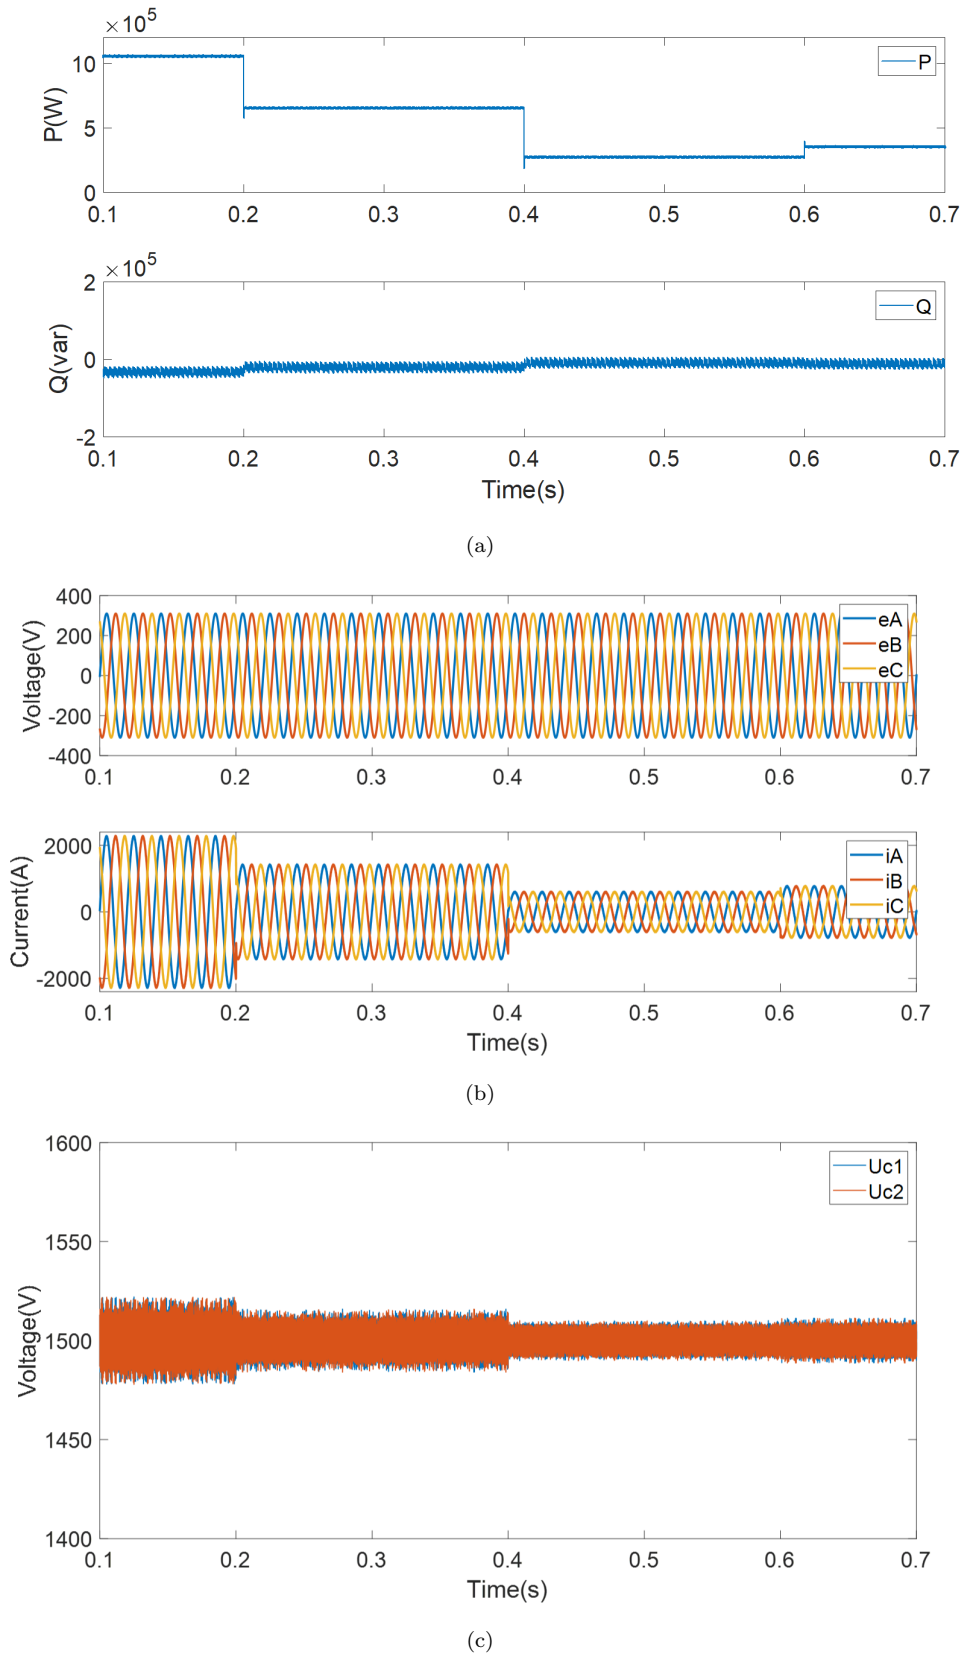 ×10⁵
P(W)
10
5
0
P
0.1 0.2 0.3 0.4 0.5 0.6 0.7
×10⁵
Q(var)
2
0
-2
Q
0.1 0.2 0.3 0.4 0.5 0.6 0.7
Time(s)
(a)
Voltage(V)
400
200
0
-200
-400
eA
eB
eC
0.1 0.2 0.3 0.4 0.5 0.6 0.7
Current(A)
2000
0
-2000
iA
iB
iC
0.1 0.2 0.3 0.4 0.5 0.6 0.7
Time(s)
(b)
Voltage(V)
1600
1550
1500
1450
1400
Uc1
Uc2
0.1 0.2 0.3 0.4 0.5 0.6 0.7
Time(s)
(c)